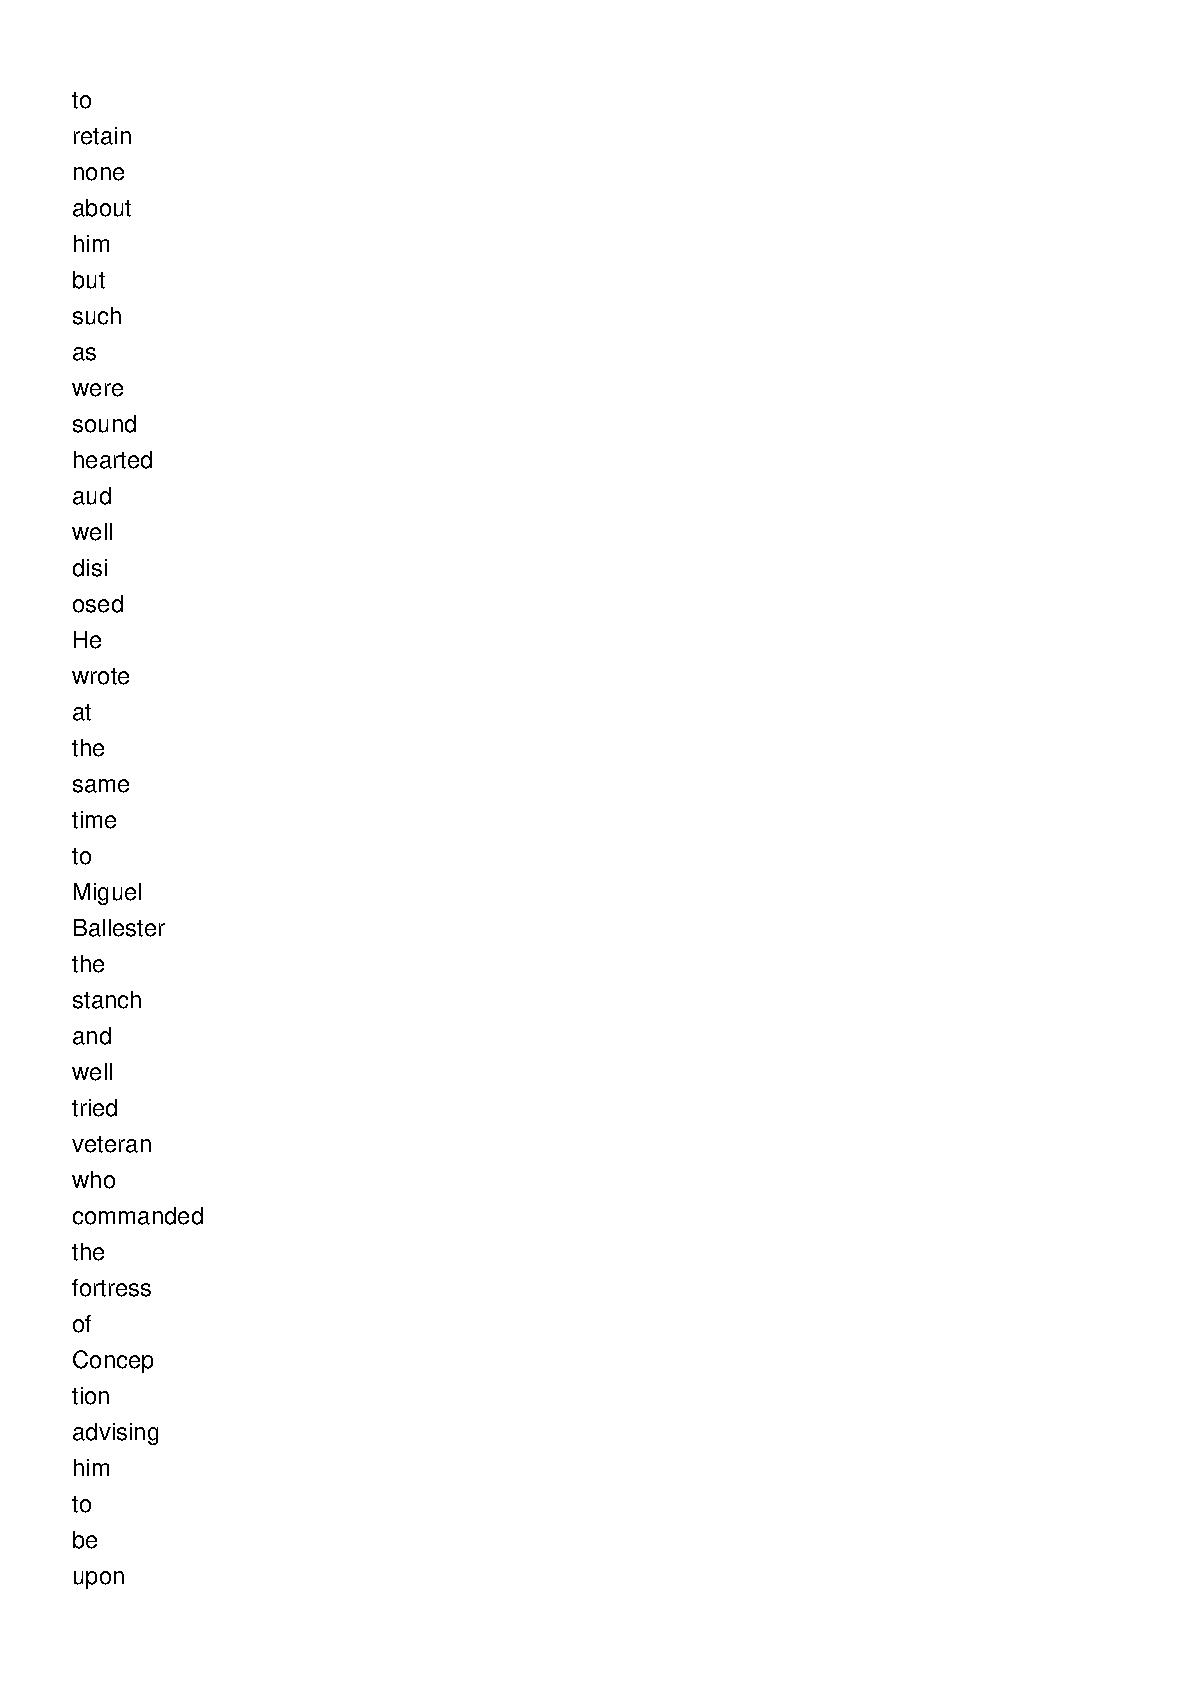 to
retain
none
about
him
but
such
as
were
sound
hearted
aud
well
disi
osed
He
wrote
at
the
same
time
to
Miguel
Ballester
the
stanch
and
well
tried
veteran
who
commanded
the
fortress
of
Concep
tion
advising
him
to
be
upon